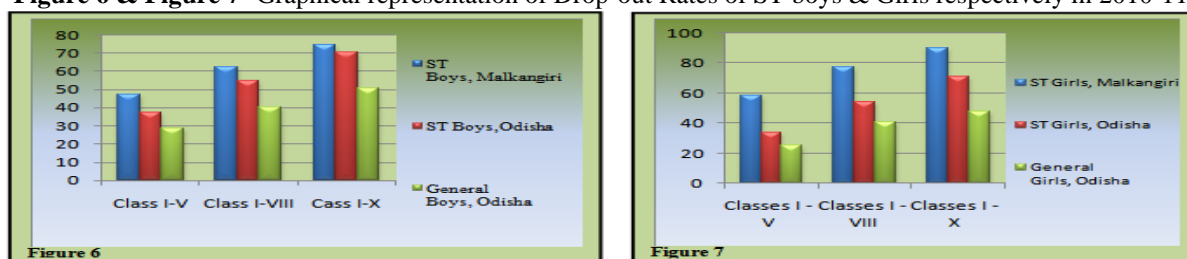 Figure 6 & Figure 7- Graphical representation of Drop-out Rates of ST boys & Girls respectively in 2010-11
80
70
60
50
40
30
20
10
0
Class I-V Class I-VIII Cass I-X
ST
Boys, Malkangiri
ST Boys,Odisha
General
Boys, Odisha
Figure 6
100
80
60
40
20
0
Classes I - Classes I - Classes I -
V VIII X
ST Girls, Malkangiri
ST Girls, Odisha
General
Girls, Odisha
Figure 7